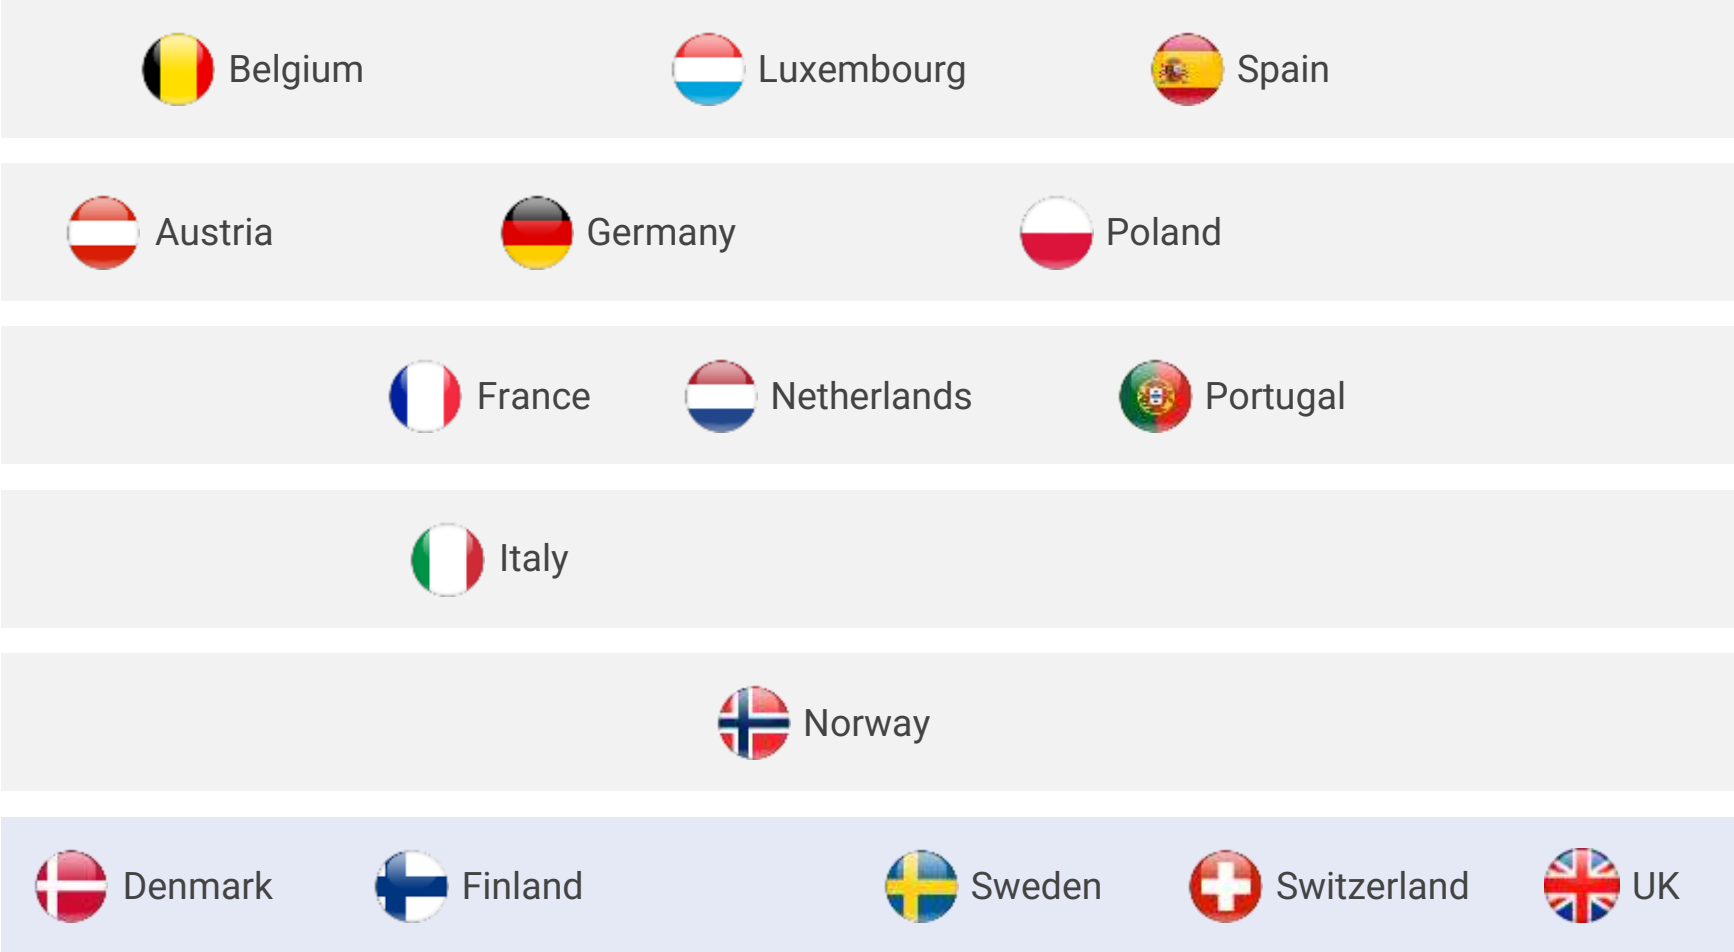 Belgium Luxembourg Spain
Austria Germany Poland
France Netherlands Portugal
Italy
Norway
Denmark Finland Sweden Switzerland UK